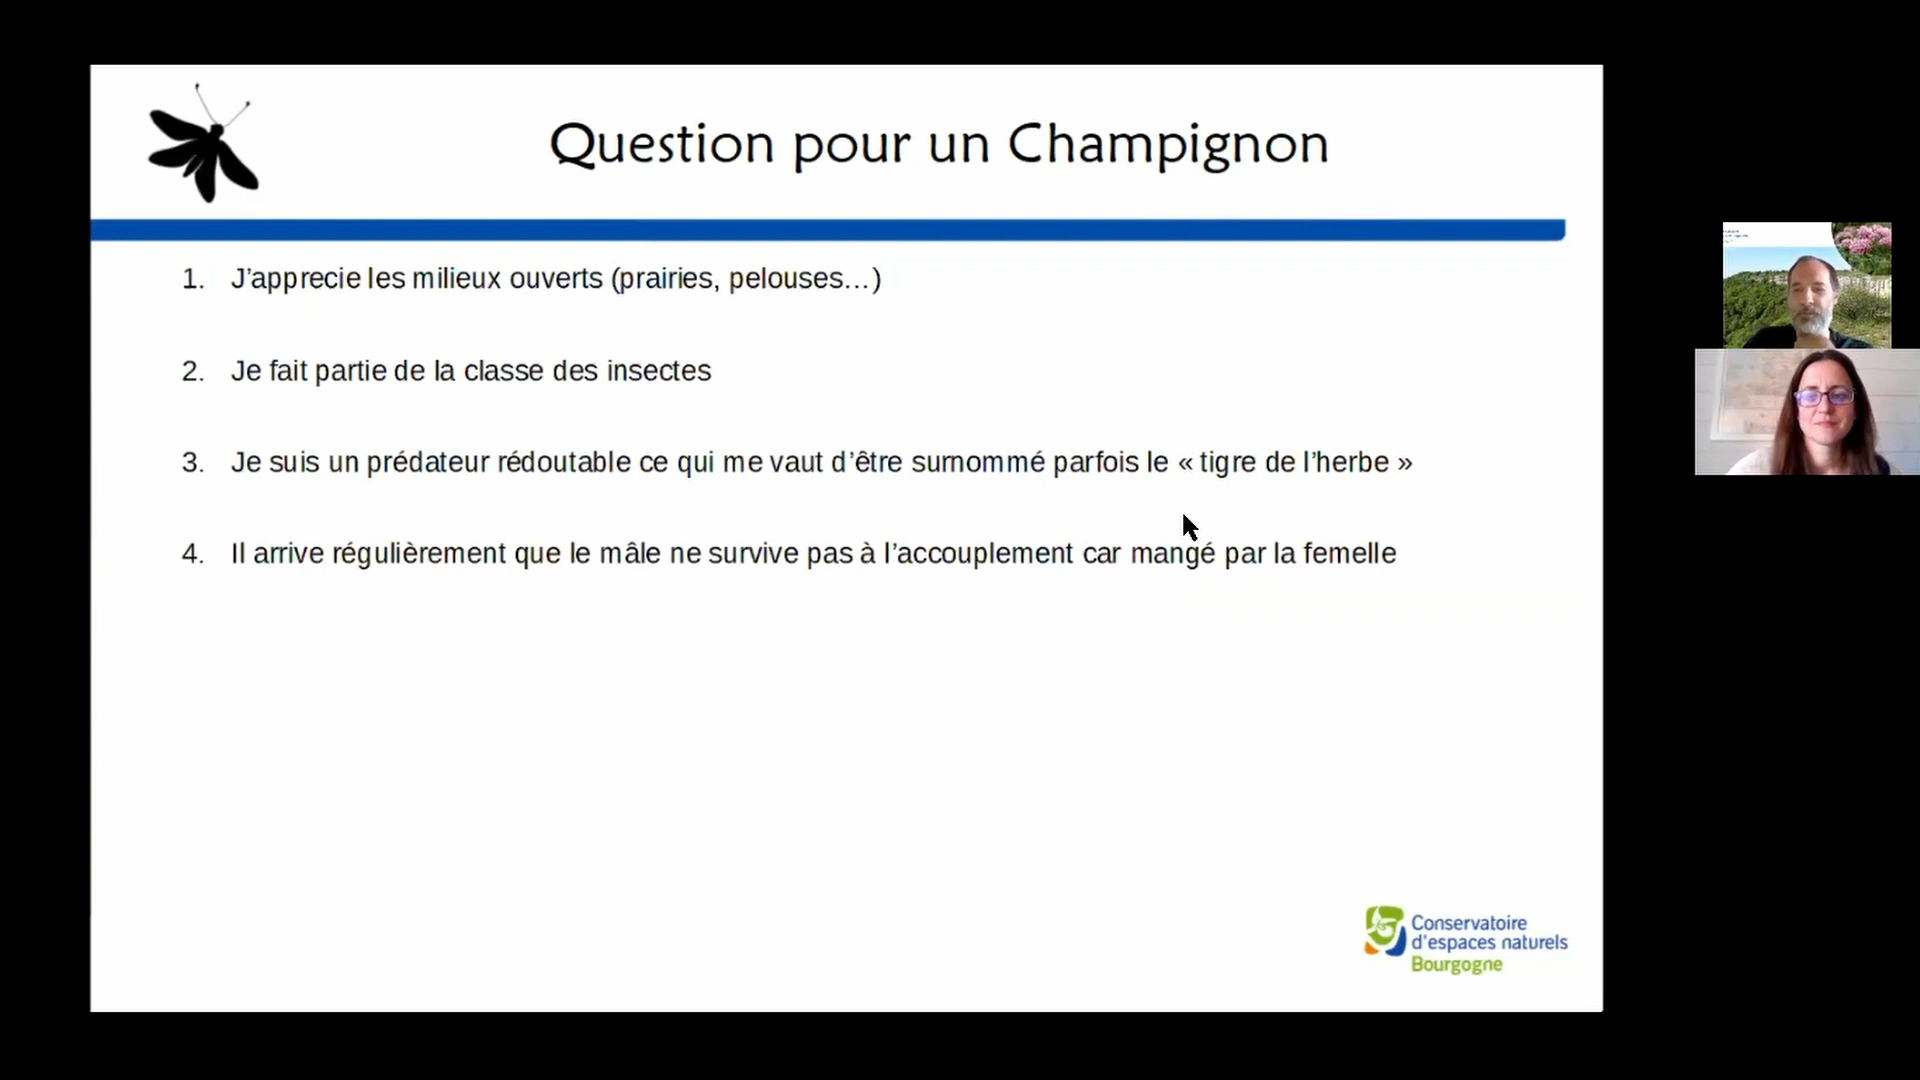 Question pour un Champignon
1. J’apprecie les milieux ouverts (prairies, pelouses…)
2. Je fait partie de la classe des insectes
3. Je suis un prédateur rédoutable ce qui me vaut d’être surnommé parfois le « tigre de l’herbe »
4. Il arrive régulièrement que le mâle ne survive pas à l’accouplement car mangé par la femelle
Conservatoire
d'espaces naturels
Bourgogne